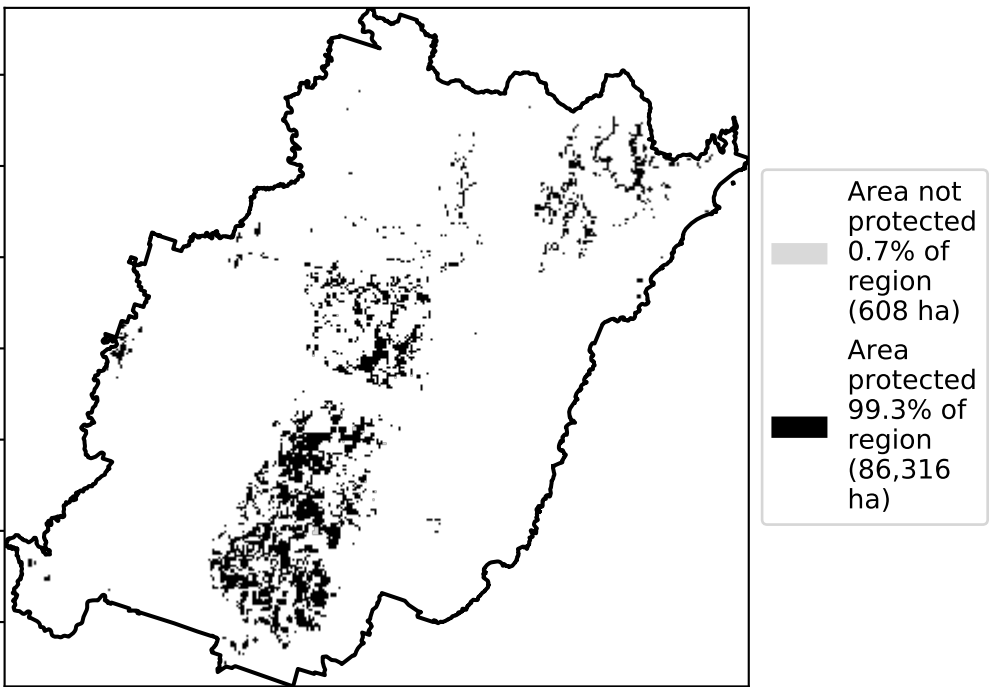 Area not
protected
0.7% of
region
(608 ha)
Area
protected
99.3% of
region
(86,316
ha)